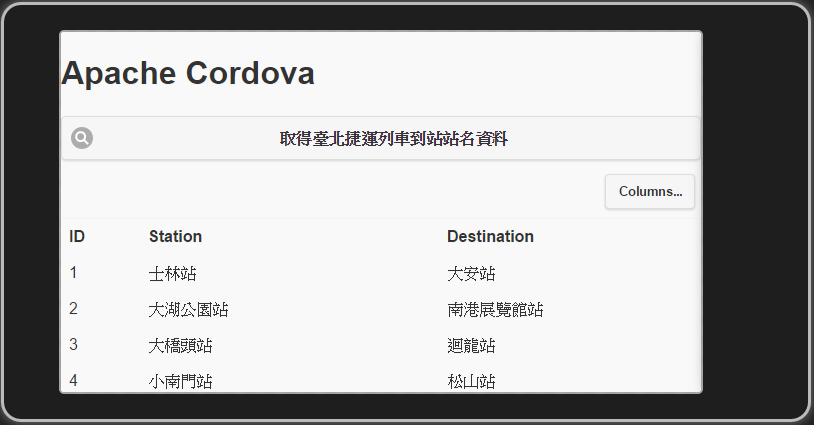 Apache Cordova
取得臺北捷運列車到站站名資料
Columns...
ID Station Destination
1 士林站 大安站
2 大湖公園站 南港展覽館站
3 大橋頭站 迴龍站
4 小南門站 松山站